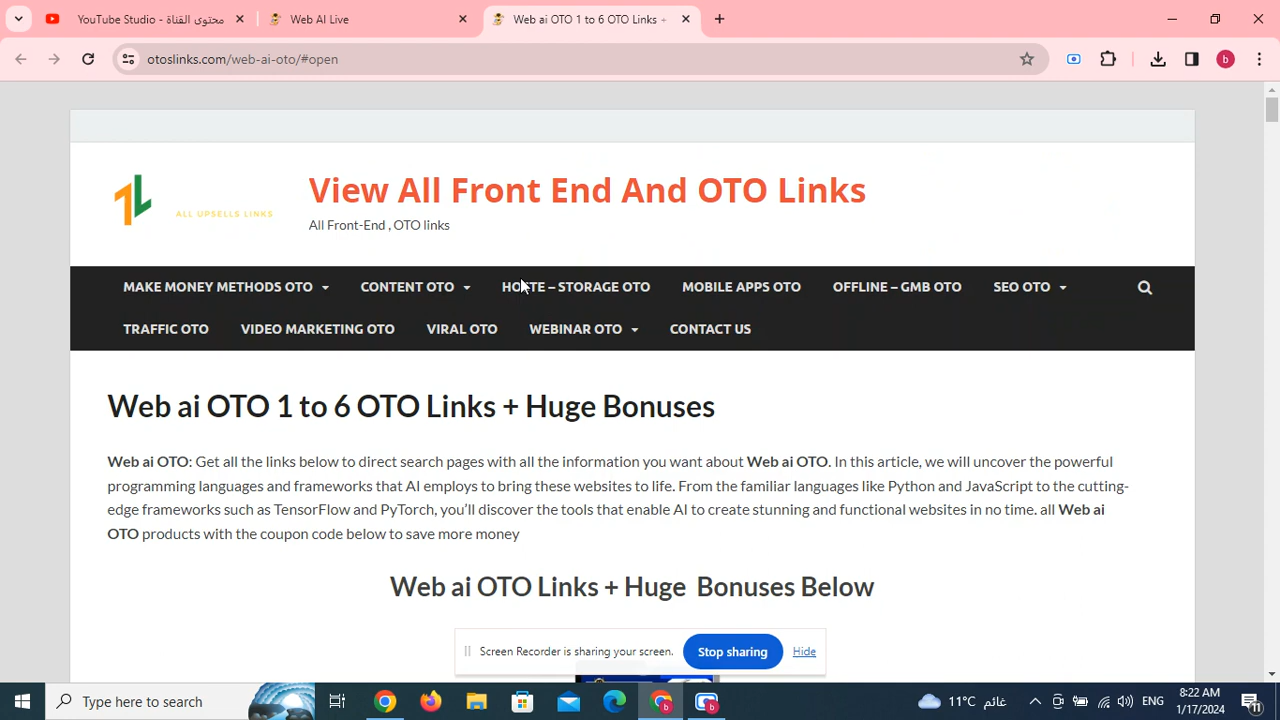 YouTube Studio - محتوى القناة
Web AI Live
Web ai OTO 1 to 6 OTO Links +
otoslinks.com/web-ai-oto/#open
b
ALL UPSELLS LINKS
View All Front End And OTO Links
All Front-End , OTO links
MAKE MONEY METHODS OTO
CONTENT OTO
HOSTE – STORAGE OTO
MOBILE APPS OTO
OFFLINE – GMB OTO
SEO OTO
TRAFFIC OTO
VIDEO MARKETING OTO
VIRAL OTO
WEBINAR OTO
CONTACT US
Web ai OTO 1 to 6 OTO Links + Huge Bonuses
Web ai OTO: Get all the links below to direct search pages with all the information you want about Web ai OTO. In this article, we will uncover the powerful
programming languages and frameworks that AI employs to bring these websites to life. From the familiar languages like Python and JavaScript to the cutting-
edge frameworks such as TensorFlow and PyTorch, you’ll discover the tools that enable AI to create stunning and functional websites in no time. all Web ai
OTO products with the coupon code below to save more money
Web ai OTO Links + Huge Bonuses Below
Screen Recorder is sharing your screen.
Stop sharing
Hide
Type here to search
11°C غائم
ENG
8:22 AM
1/17/2024
11